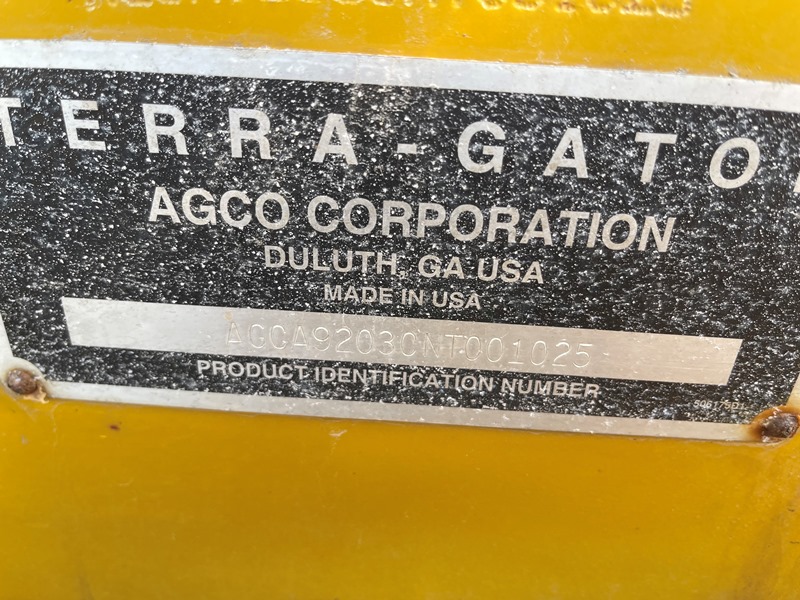 TERRA-GATO
AGCO CORPORATION
DULUTH, GA USA
MADE IN USA
AGCA92030NT001025
PRODUCT IDENTIFICATION NUMBER